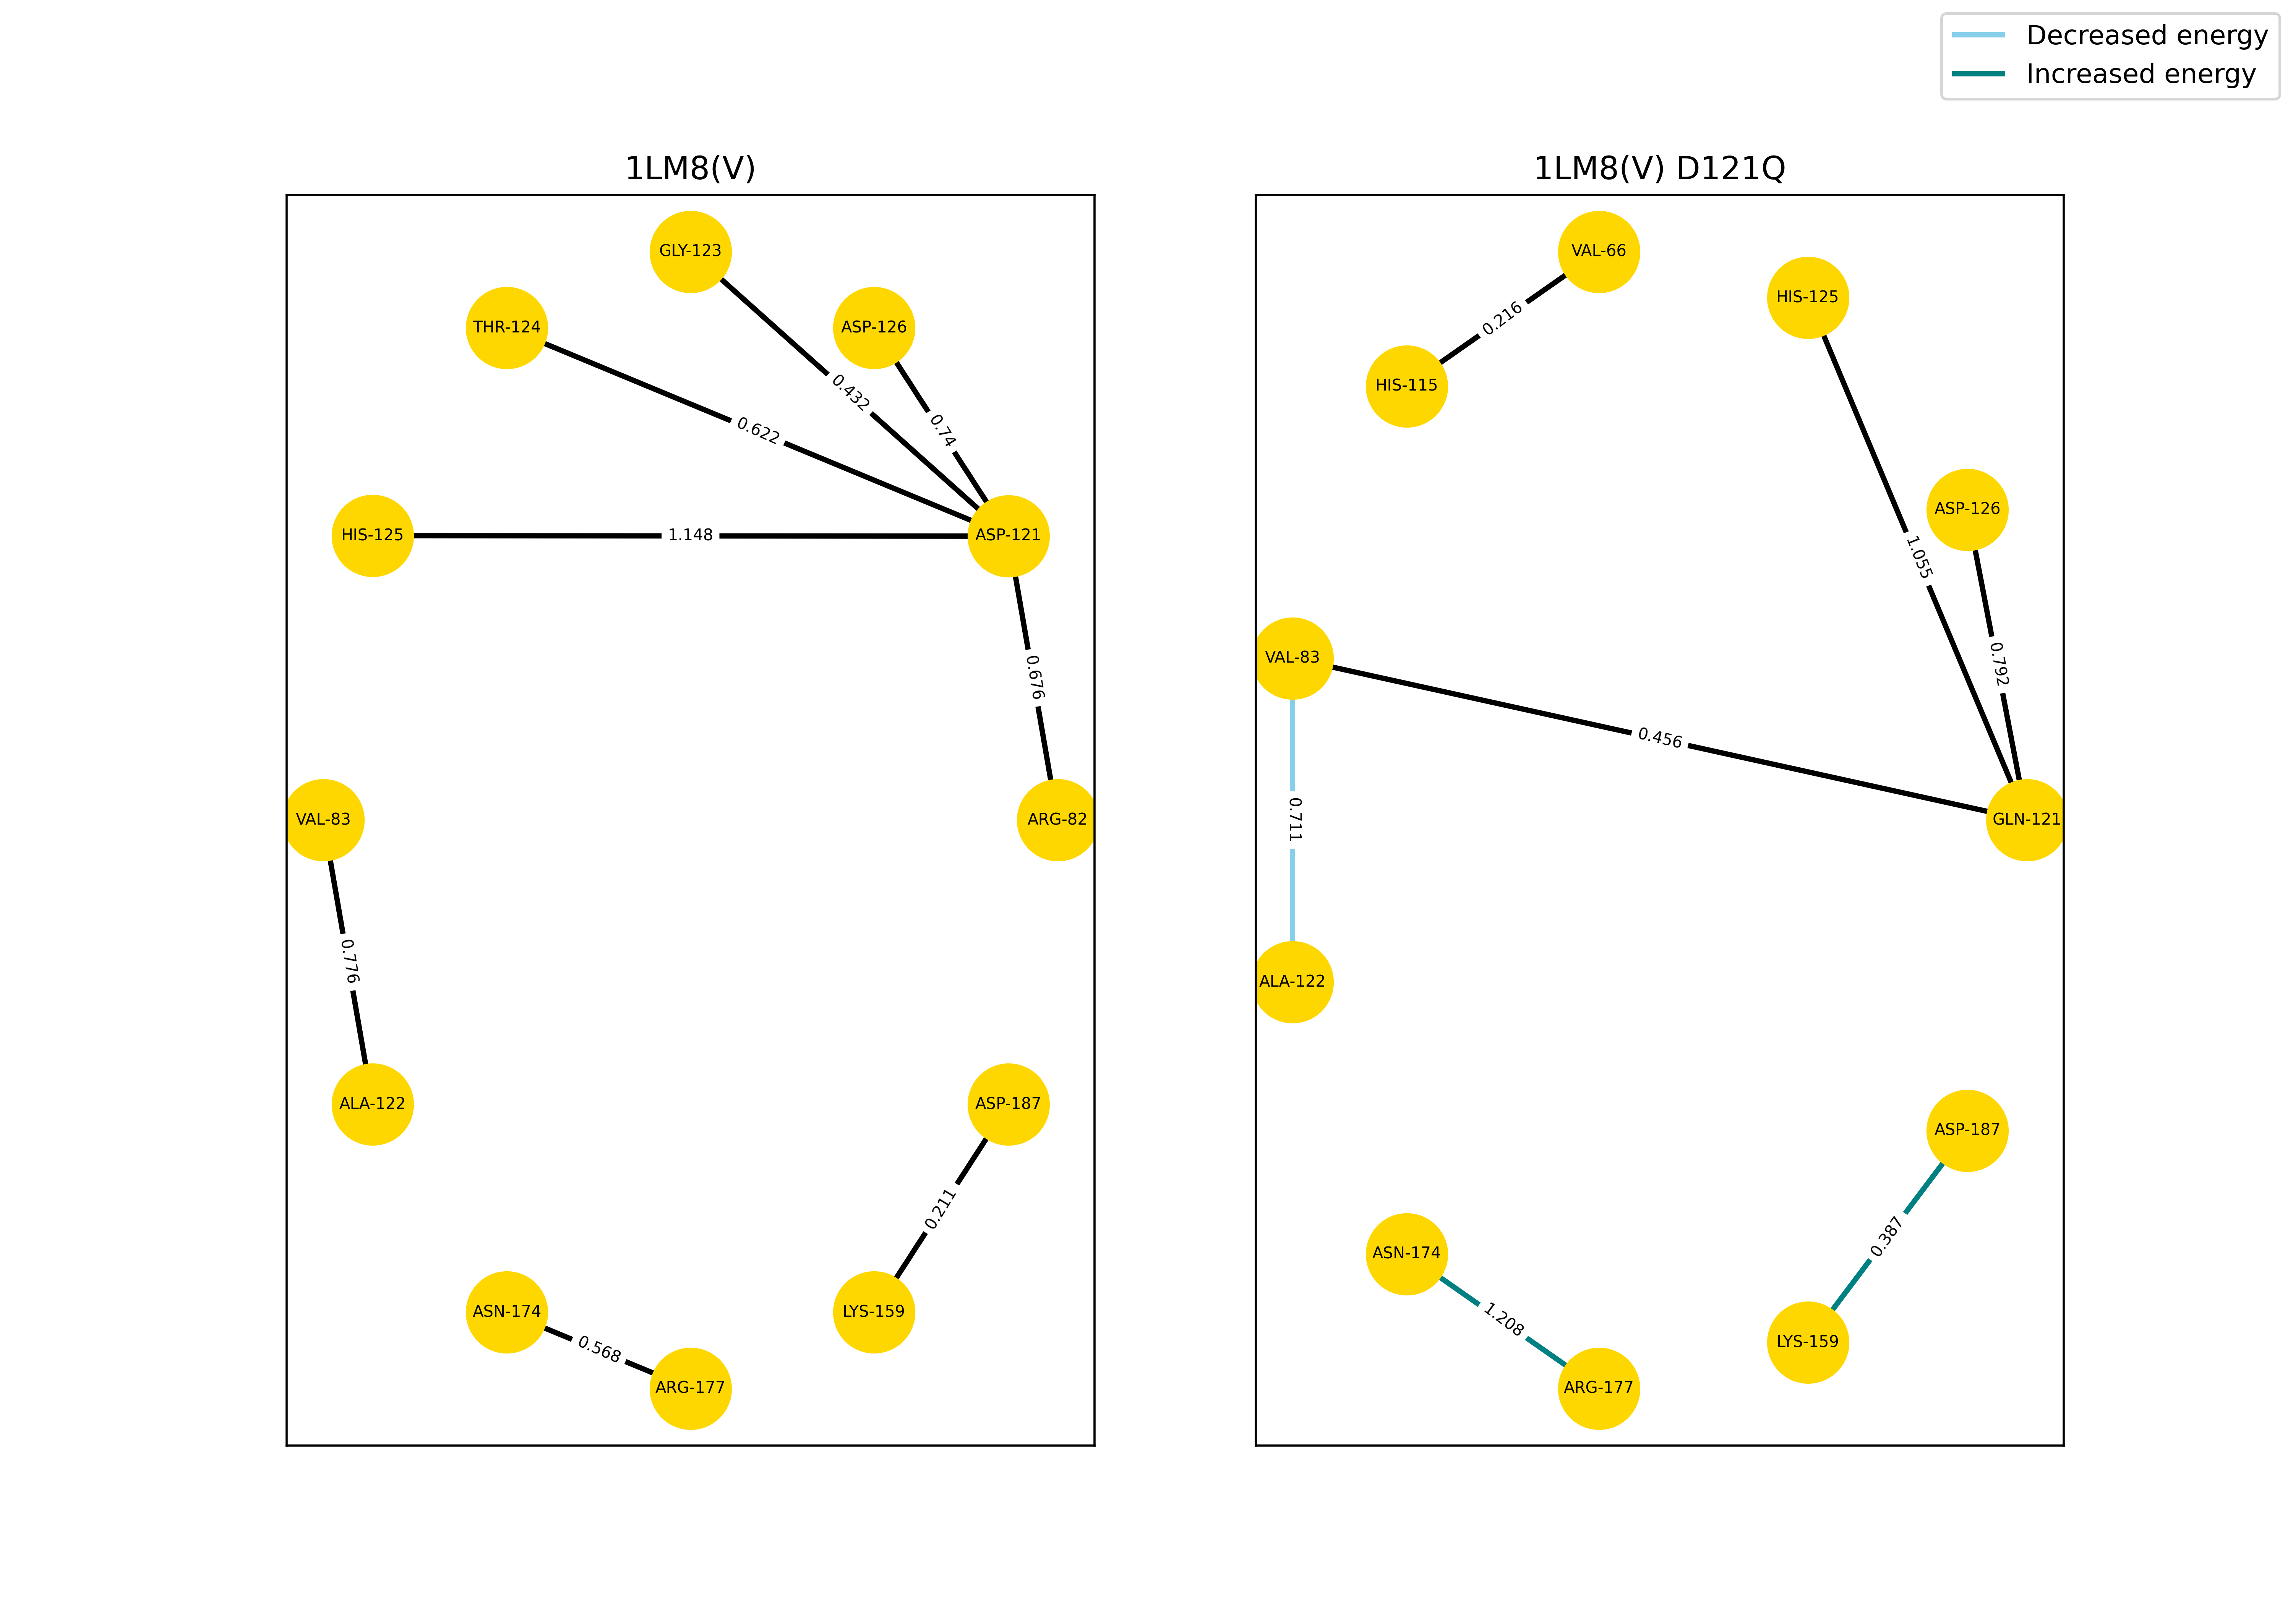 Decreased energy
Increased energy
1LM8(V)
GLY-123
THR-124
ASP-126
0.432
0.74
0.622
HIS-125
1.148
ASP-121
0.676
VAL-83
ARG-82
0.776
ALA-122
ASP-187
0.211
ASN-174
LYS-159
0.568
ARG-177
1LM8(V) D121Q
VAL-66
HIS-125
0.216
HIS-115
ASP-126
1.055
VAL-83
0.792
0.456
0.711
GLN-121
ALA-122
ASP-187
0.387
ASN-174
1.208
LYS-159
ARG-177